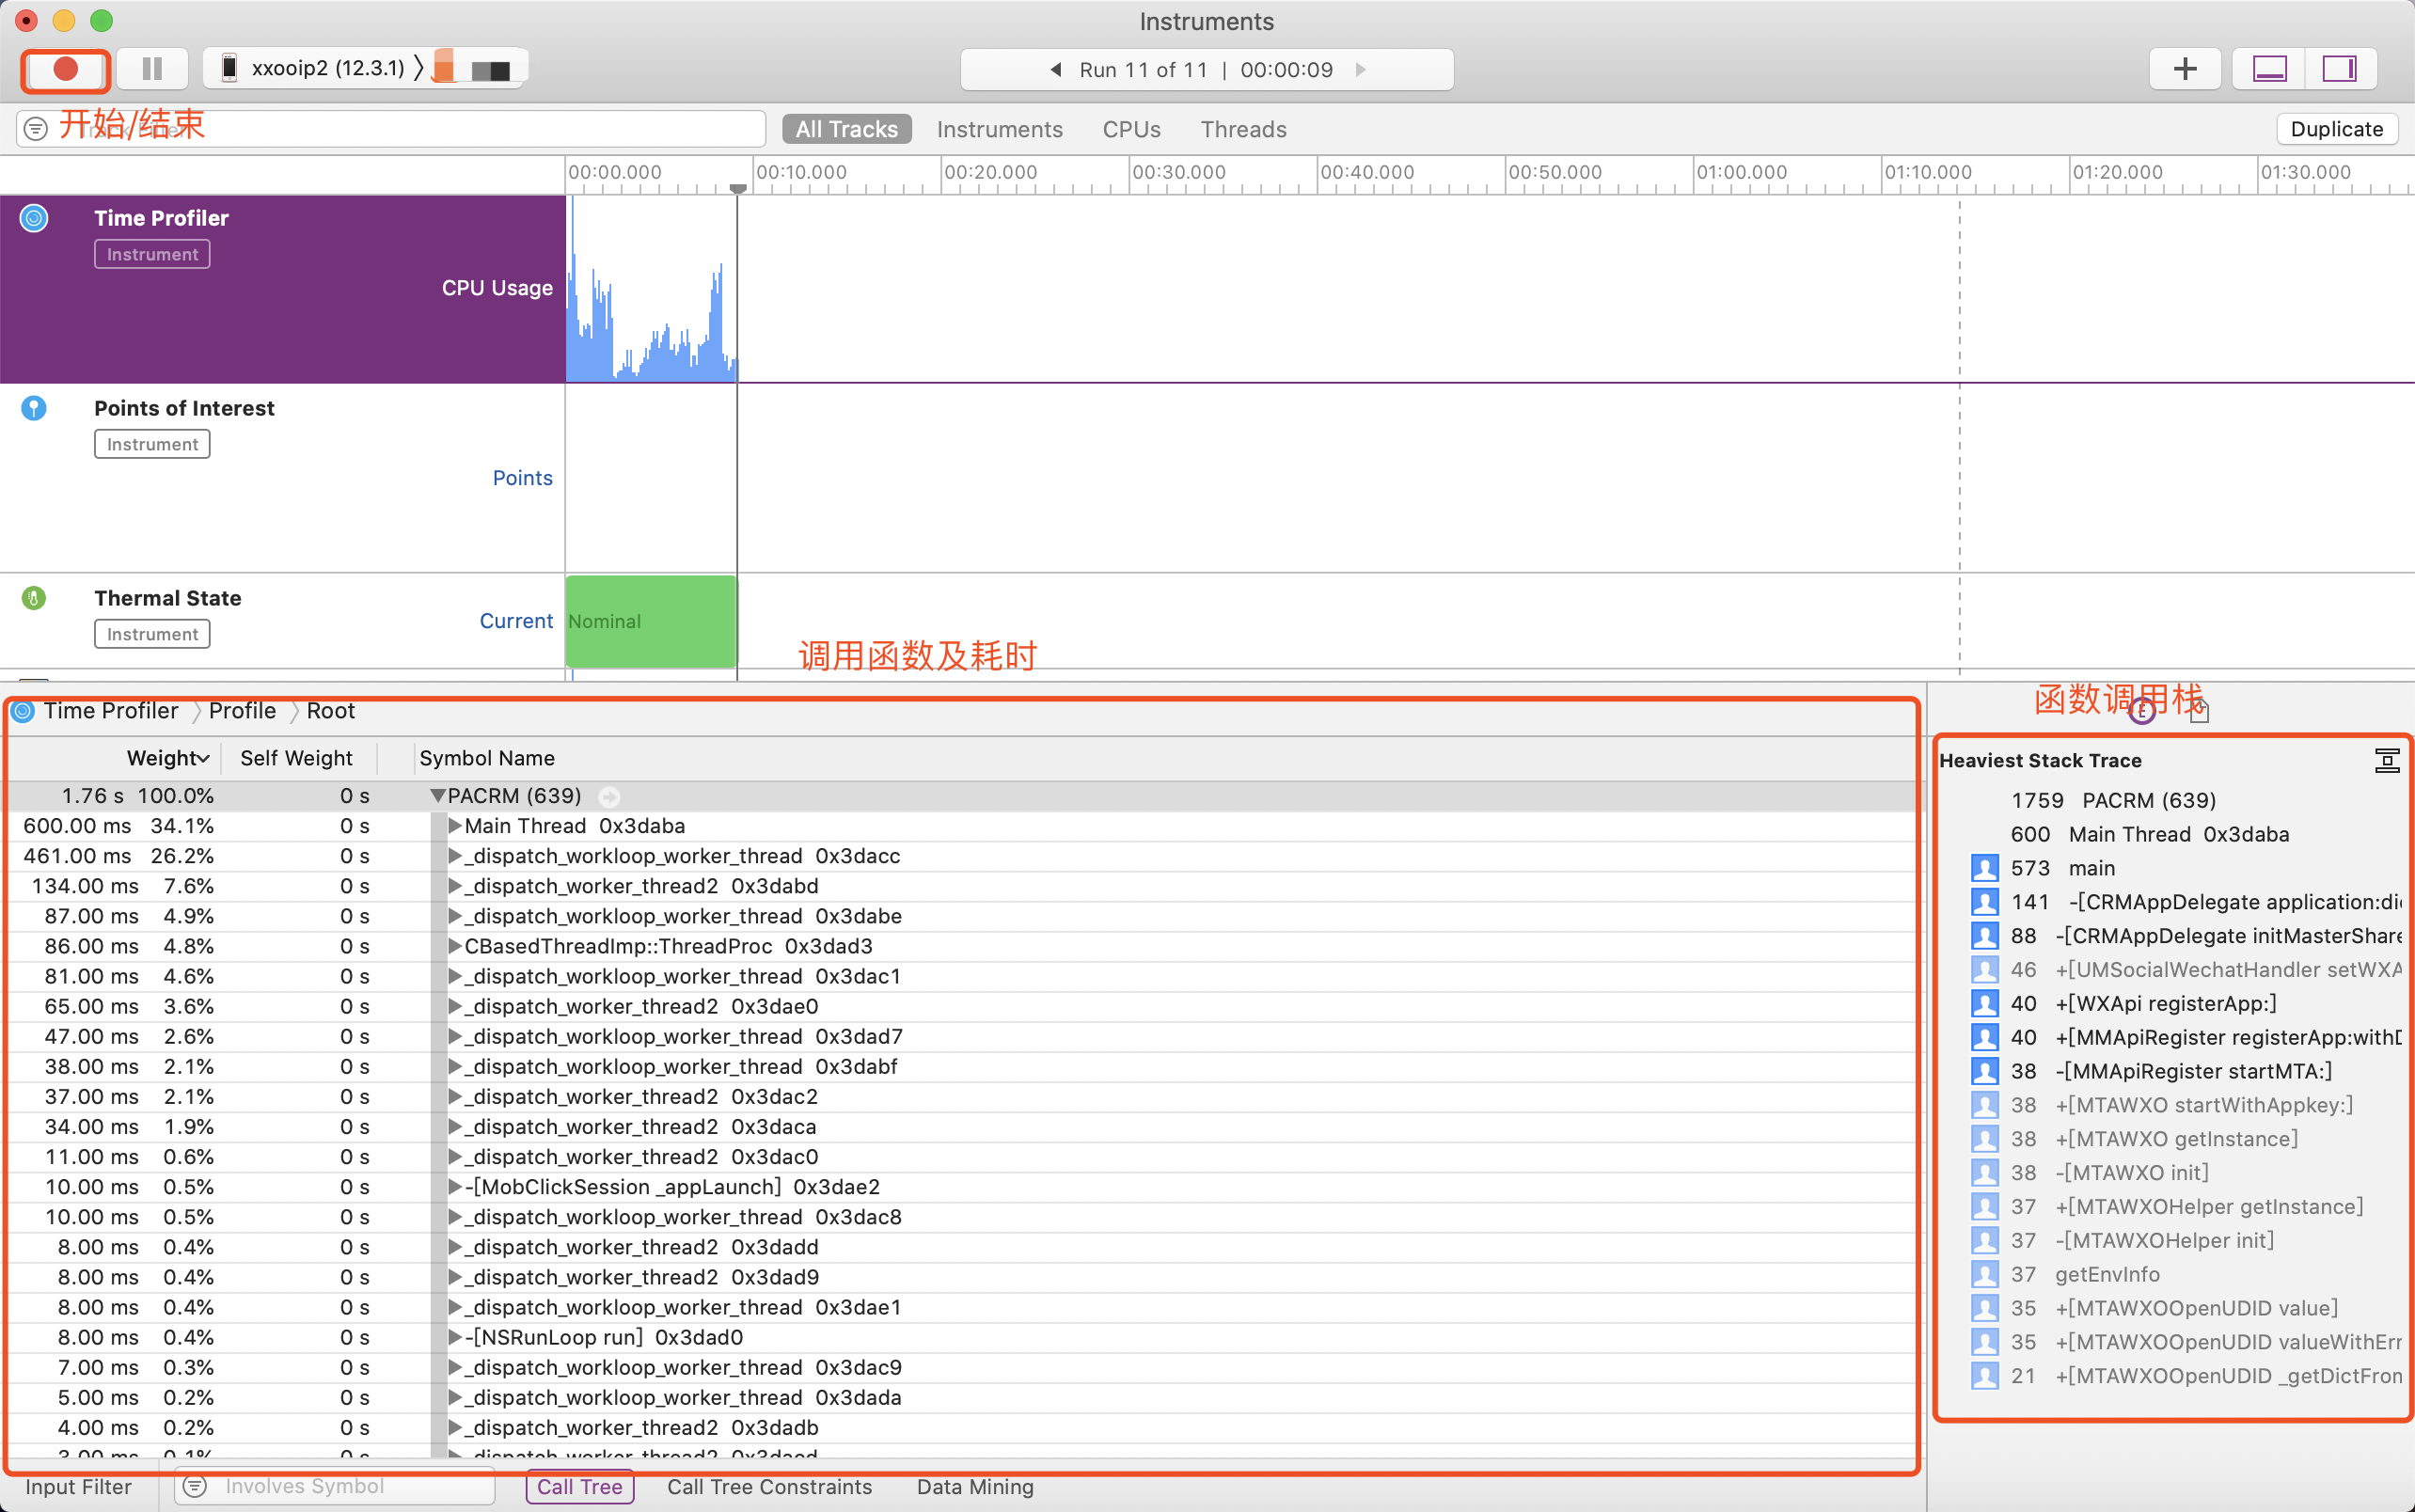 Instruments
xxooip2 (12.3.1)
Run 11 of 11 | 00:00:09
开始/结束
All Tracks Instruments CPUs Threads
Duplicate
00:00.000 00:10.000 00:20.000 00:30.000 00:40.000 00:50.000 01:00.000 01:10.000 01:20.000 01:30.000
Time Profiler
Instrument
CPU Usage
Points of Interest
Instrument
Points
Thermal State
Instrument
Current
Nominal
调用函数及耗时
函数调用栈
Time Profiler Profile Root
Weight Self Weight Symbol Name
1.76 s 100.0% 0 s PACRM (639)
600.00 ms 34.1% 0 s Main Thread 0x3daba
461.00 ms 26.2% 0 s _dispatch_workloop_worker_thread 0x3dacc
134.00 ms 7.6% 0 s _dispatch_worker_thread2 0x3dabd
87.00 ms 4.9% 0 s _dispatch_workloop_worker_thread 0x3dabe
86.00 ms 4.8% 0 s CBasedThreadImp::ThreadProc 0x3dad3
81.00 ms 4.6% 0 s _dispatch_workloop_worker_thread 0x3dac1
65.00 ms 3.6% 0 s _dispatch_worker_thread2 0x3dae0
47.00 ms 2.6% 0 s _dispatch_workloop_worker_thread 0x3dad7
38.00 ms 2.1% 0 s _dispatch_workloop_worker_thread 0x3dabf
37.00 ms 2.1% 0 s _dispatch_worker_thread2 0x3dac2
34.00 ms 1.9% 0 s _dispatch_worker_thread2 0x3daca
11.00 ms 0.6% 0 s _dispatch_worker_thread2 0x3dac0
10.00 ms 0.5% 0 s -[MobClickSession _appLaunch] 0x3dae2
10.00 ms 0.5% 0 s _dispatch_workloop_worker_thread 0x3dac8
8.00 ms 0.4% 0 s _dispatch_worker_thread2 0x3dadd
8.00 ms 0.4% 0 s _dispatch_worker_thread2 0x3dad9
8.00 ms 0.4% 0 s _dispatch_workloop_worker_thread 0x3dae1
8.00 ms 0.4% 0 s -[NSRunLoop run] 0x3dad0
7.00 ms 0.3% 0 s _dispatch_workloop_worker_thread 0x3dac9
5.00 ms 0.2% 0 s _dispatch_workloop_worker_thread 0x3dada
4.00 ms 0.2% 0 s _dispatch_worker_thread2 0x3dadb
Heaviest Stack Trace
1759 PACRM (639)
600 Main Thread 0x3daba
573 main
141 -[CRMAppDelegate application:di
88 -[CRMAppDelegate initMasterShare
46 +[UMSocialWechatHandler setWXA
40 +[WXApi registerApp:]
40 +[MMApiRegister registerApp:with
38 -[MMApiRegister startMTA:]
38 +[MTAWXO startWithAppkey:]
38 +[MTAWXO getInstance]
38 -[MTAWXO init]
37 +[MTAWXOHelper getInstance]
37 -[MTAWXOHelper init]
37 getEnvInfo
35 +[MTAWXOOpenUDID value]
35 +[MTAWXOOpenUDID valueWithErr
21 +[MTAWXOOpenUDID _getDictFron
Input Filter Involves Symbol Call Tree Call Tree Constraints Data Mining